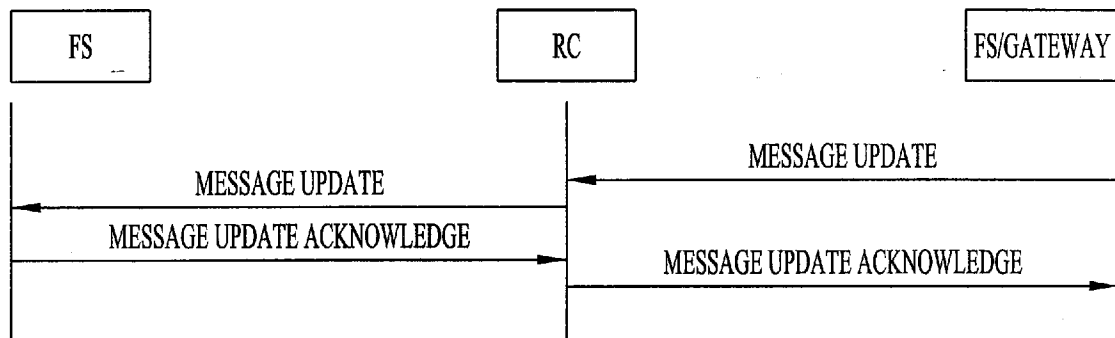 FS
RC
FS/GATEWAY
MESSAGE UPDATE
MESSAGE UPDATE
MESSAGE UPDATE ACKNOWLEDGE
MESSAGE UPDATE ACKNOWLEDGE